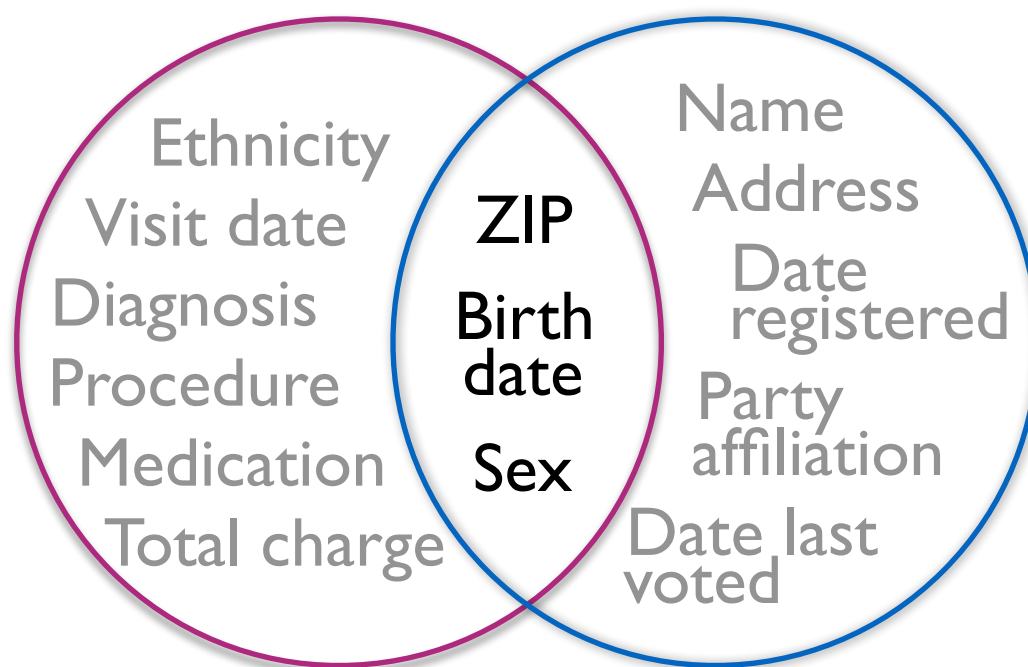 Ethnicity
Visit date
Diagnosis
Procedure
Medication
Total charge
ZIP
Birth
date
Sex
Name
Address
Date
registered
Party
affiliation
Date last
voted